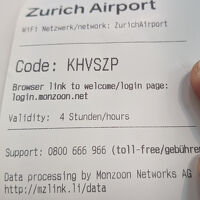 Zurich Airport
WiFi Netzwerk/network: ZurichAirport
Code: KHVSZP
Browser link to welcome/login page:
login.monzoon.net
Validity: 4 Stunden/hours
Support: 0800 666 966 (toll-free/gebühre
Data processing by Monzoon Networks AG
http://mzlink.li/data